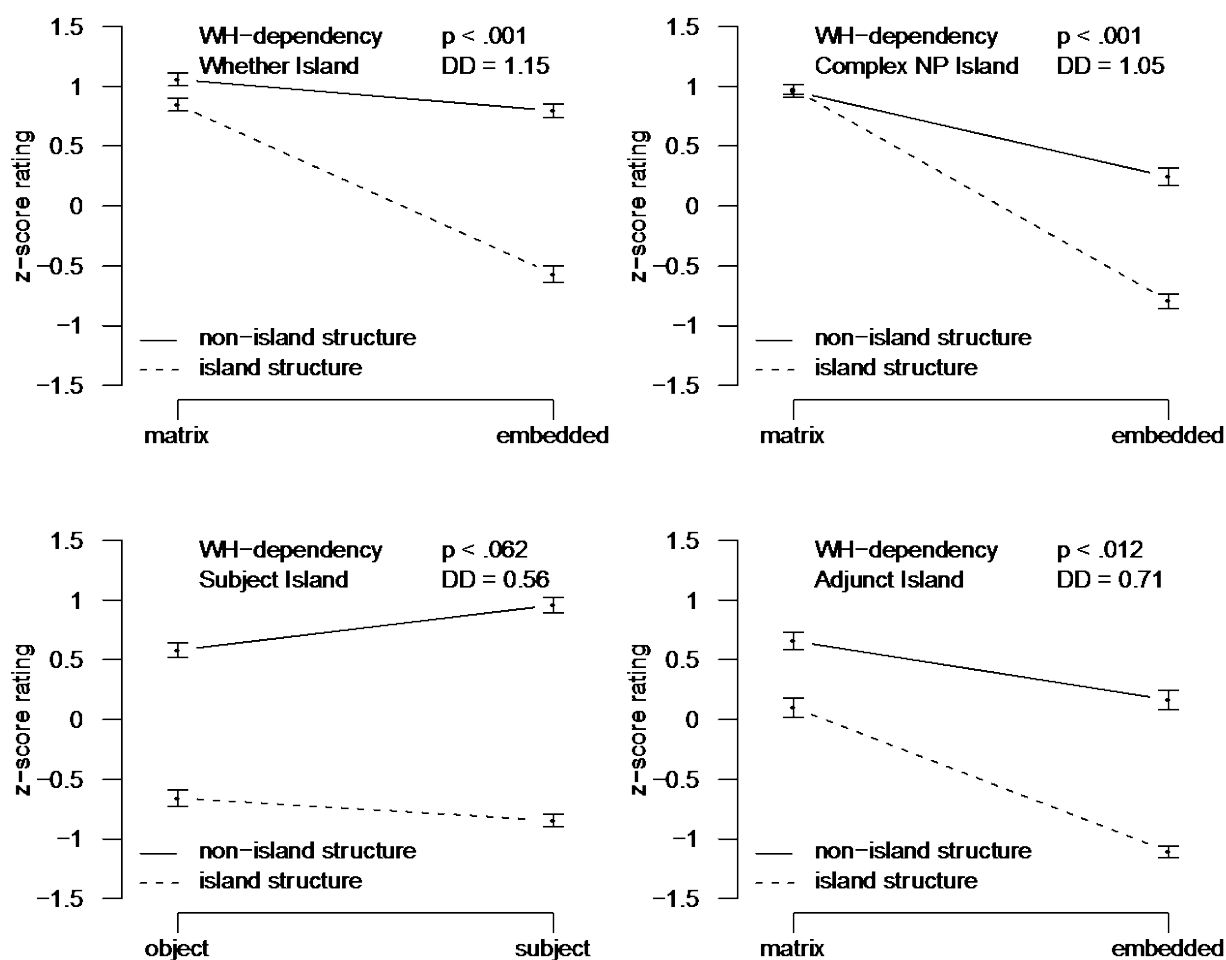 WH−dependency p < .001
Whether Island DD = 1.15
1.5
1
0.5
0
−0.5
−1
−1.5
z−score rating
non−island structure
island structure
matrix embedded
WH−dependency p < .001
Complex NP Island DD = 1.05
1.5
1
0.5
0
−0.5
−1
−1.5
z−score rating
non−island structure
island structure
matrix embedded
WH−dependency p < .062
Subject Island DD = 0.56
1.5
1
0.5
0
−0.5
−1
−1.5
z−score rating
non−island structure
island structure
object subject
WH−dependency p < .012
Adjunct Island DD = 0.71
1.5
1
0.5
0
−0.5
−1
−1.5
z−score rating
non−island structure
island structure
matrix embedded